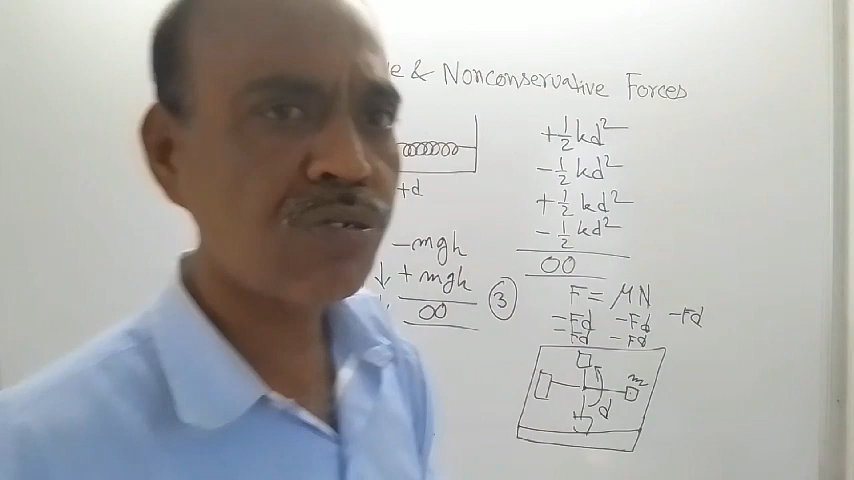 & Nonconservative Forces
+1/2 kd²
-1/2 kd²
+1/2 kd²
-1/2 kd²
00
+d
-mgh
↓ + mgh
00
③
F = μN
-Fd -Fd -Fd
-Fd -Fd
m
d